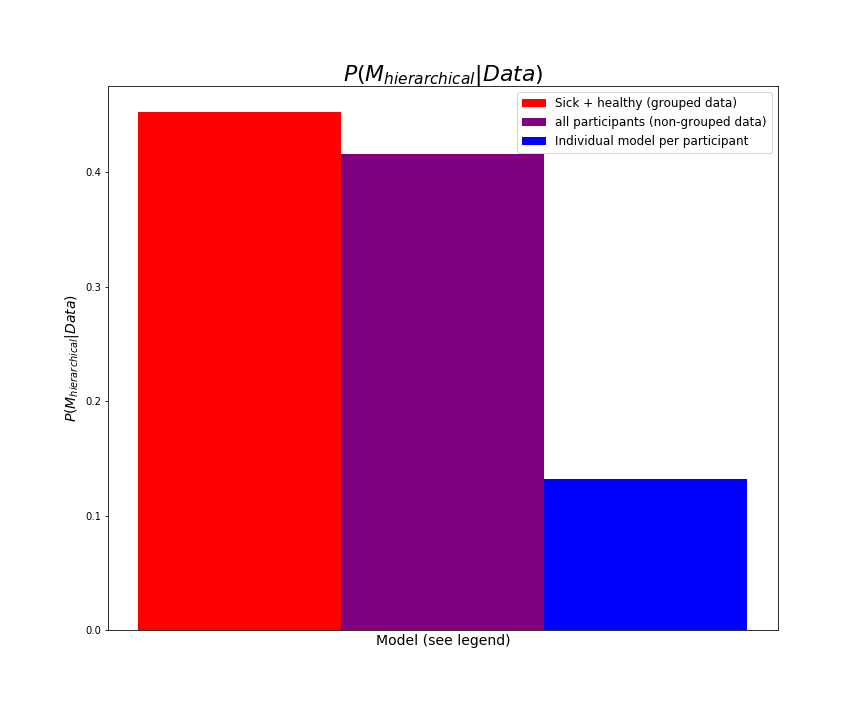 P(M_hierarchical|Data)
Sick + healthy (grouped data)
all participants (non-grouped data)
Individual model per participant
P(M_hierarchical|Data)
0.4
0.3
0.2
0.1
0.0
Model (see legend)